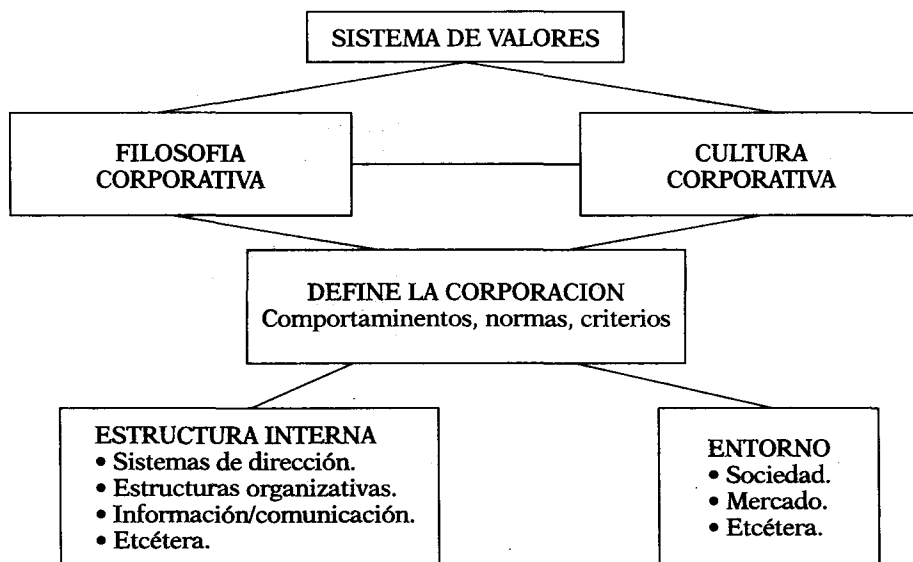 SISTEMA DE VALORES
FILOSOFIA
CORPORATIVA
CULTURA
CORPORATIVA
DEFINE LA CORPORACION
Comportaminentos, normas, criterios
ESTRUCTURA INTERNA
• Sistemas de dirección.
• Estructuras organizativas.
• Información/comunicación.
• Etcétera.
ENTORNO
• Sociedad.
• Mercado.
• Etcétera.